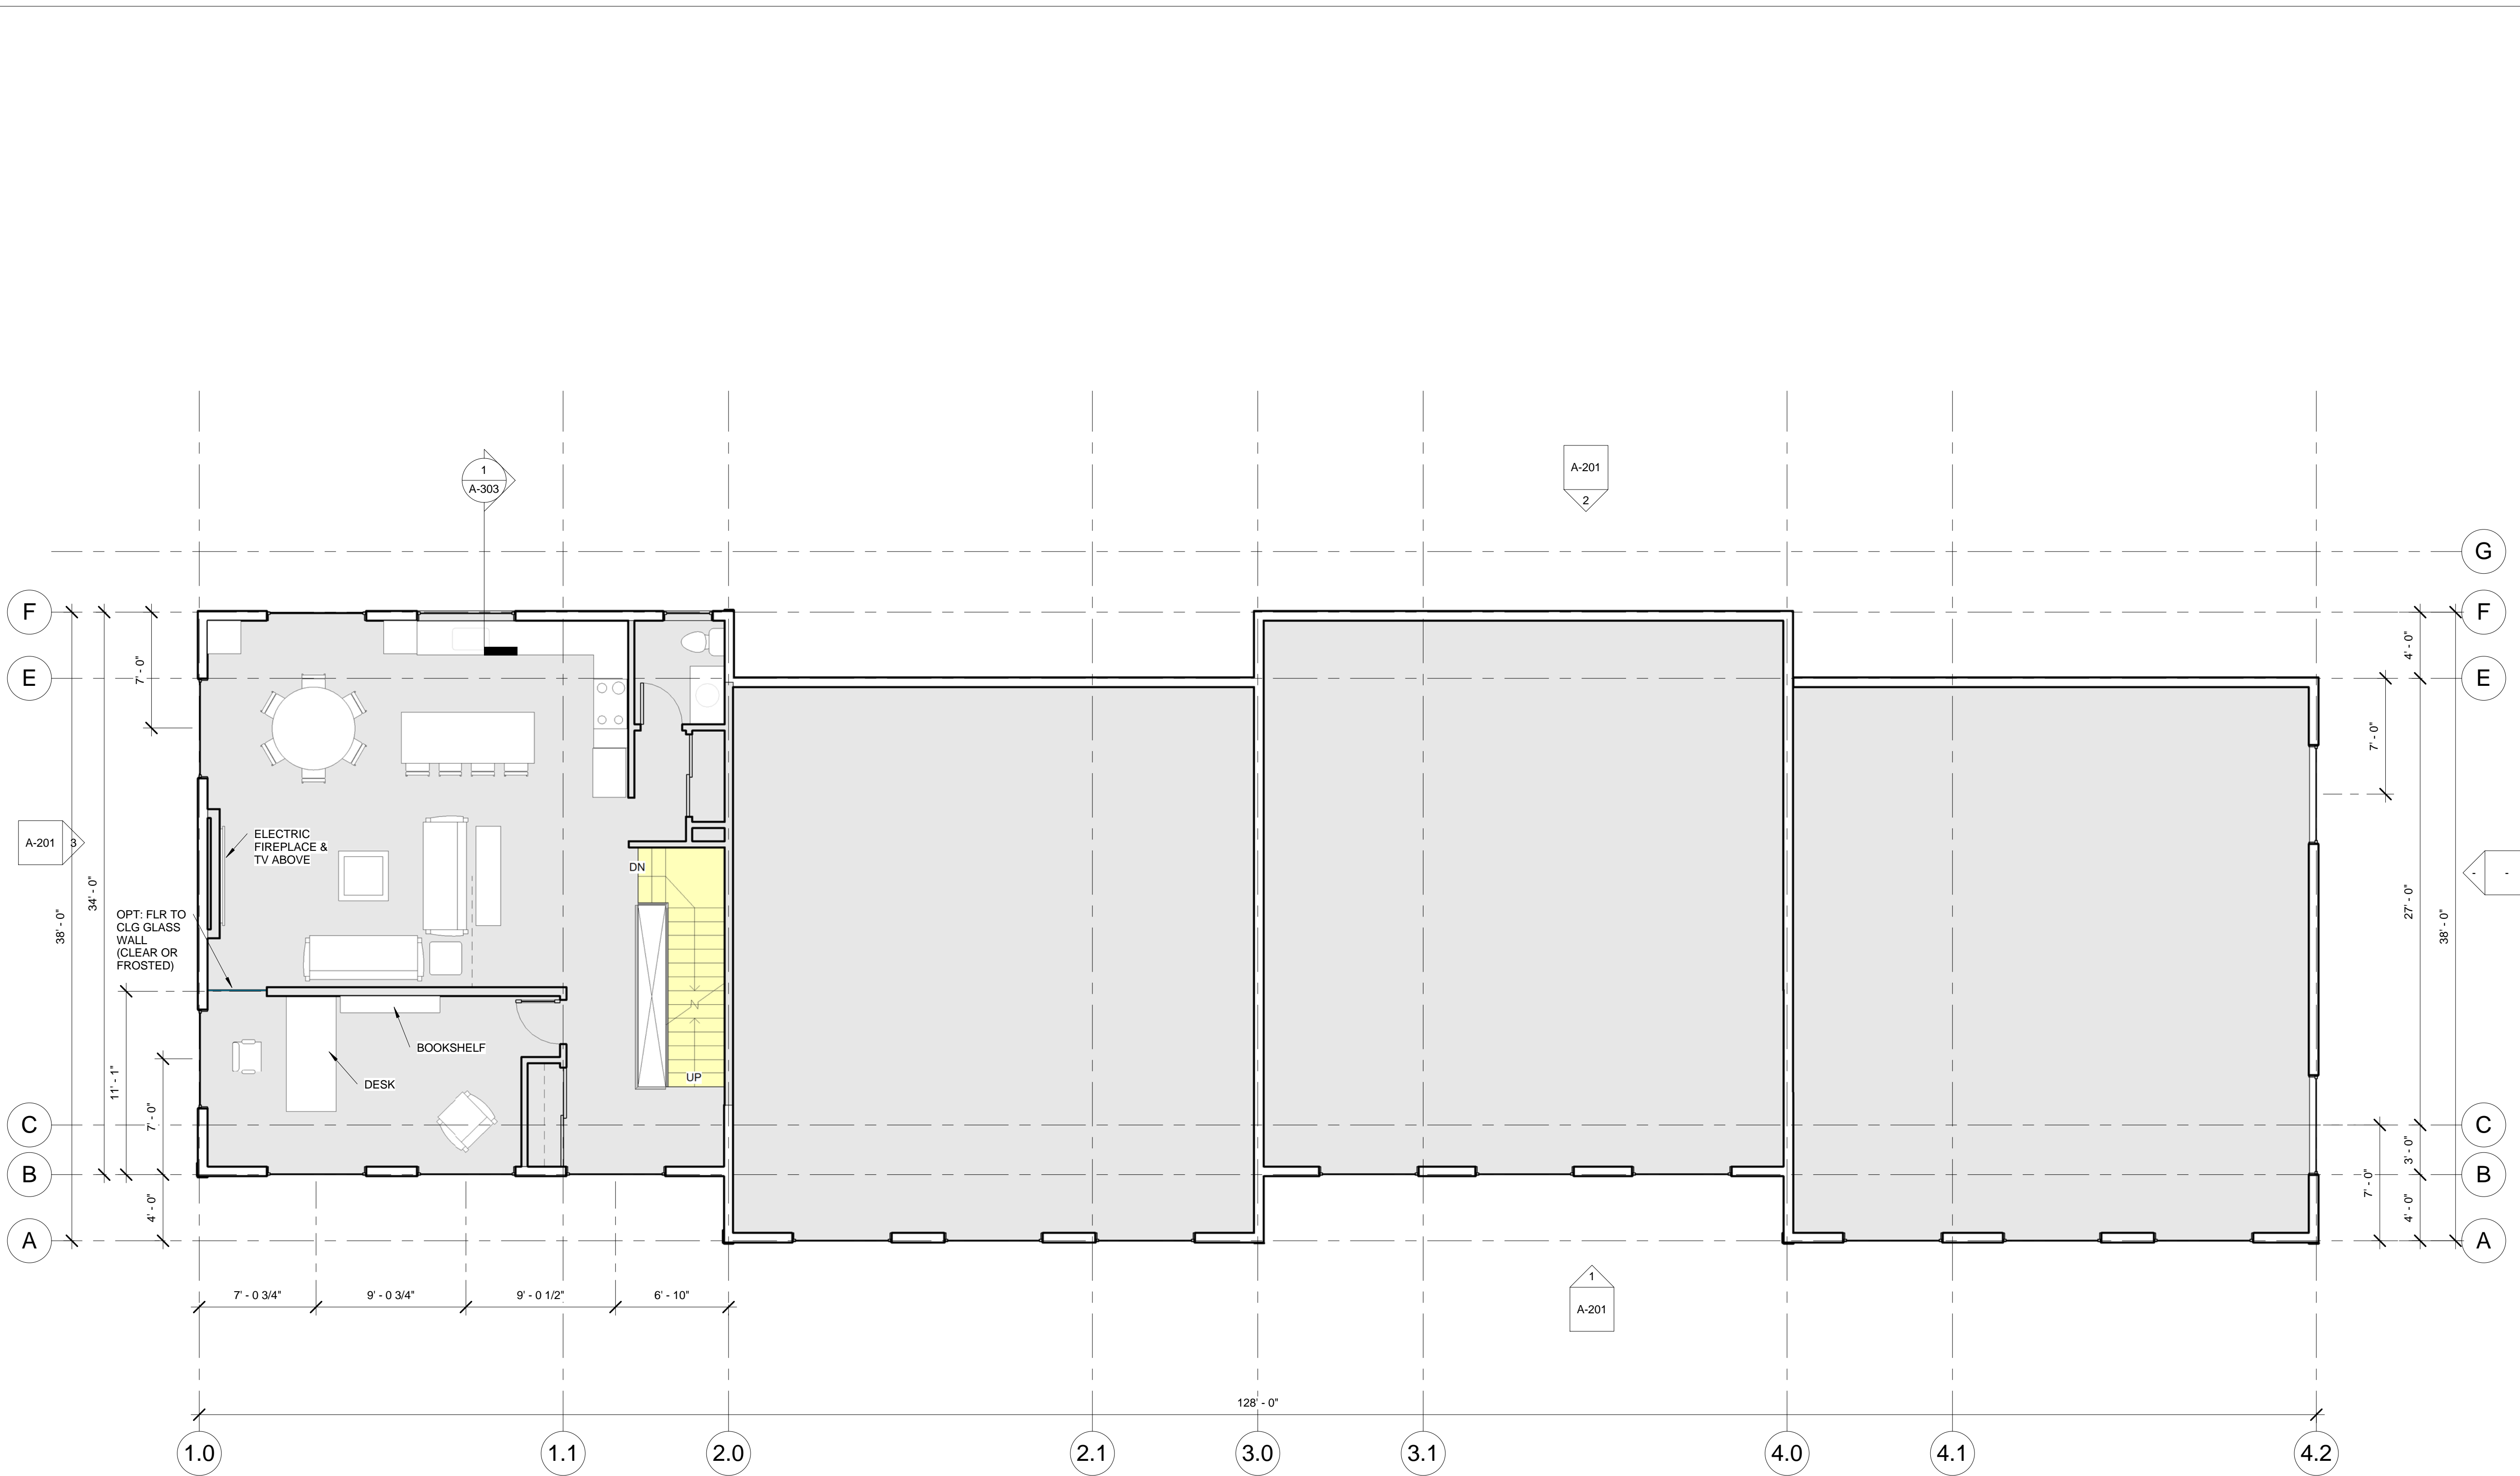 1
A-303
A-201
2
G
F
F
E
E
7' - 0"
4' - 0"
7' - 0"
A-201
3
ELECTRIC
FIREPLACE &
TV ABOVE
DN
-
-
38' - 0"
34' - 0"
27' - 0"
38' - 0"
OPT: FLR TO
CLG GLASS
WALL
(CLEAR OR
FROSTED)
BOOKSHELF
DESK
UP
11' - 1"
7' - 0"
C
C
3' - 0"
B
B
7' - 0"
4' - 0"
4' - 0"
A
A
7' - 0 3/4"
9' - 0 3/4"
9' - 0 1/2"
6' - 10"
1
A-201
128' - 0"
1.0
1.1
2.0
2.1
3.0
3.1
4.0
4.1
4.2